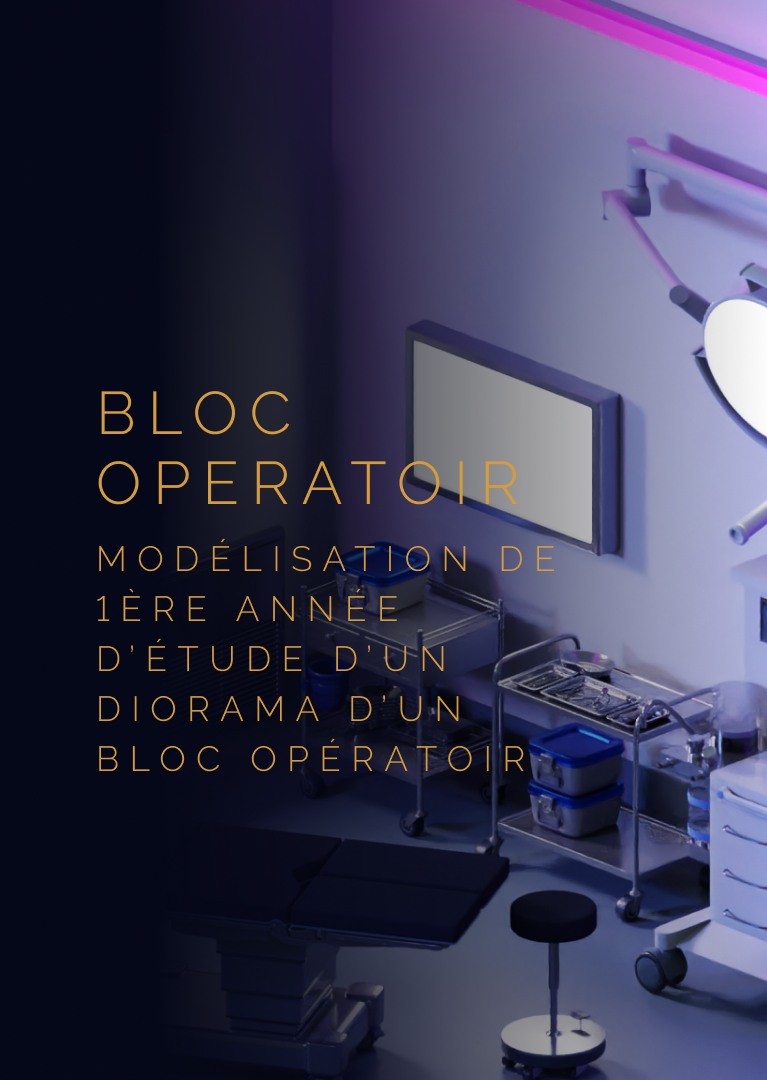 BLOC
OPERATOIR
MODÉLISATION DE
1ÈRE ANNÉE
D'ÉTUDE D'UN
DIORAMA D'UN
BLOC OPÉRATOIR